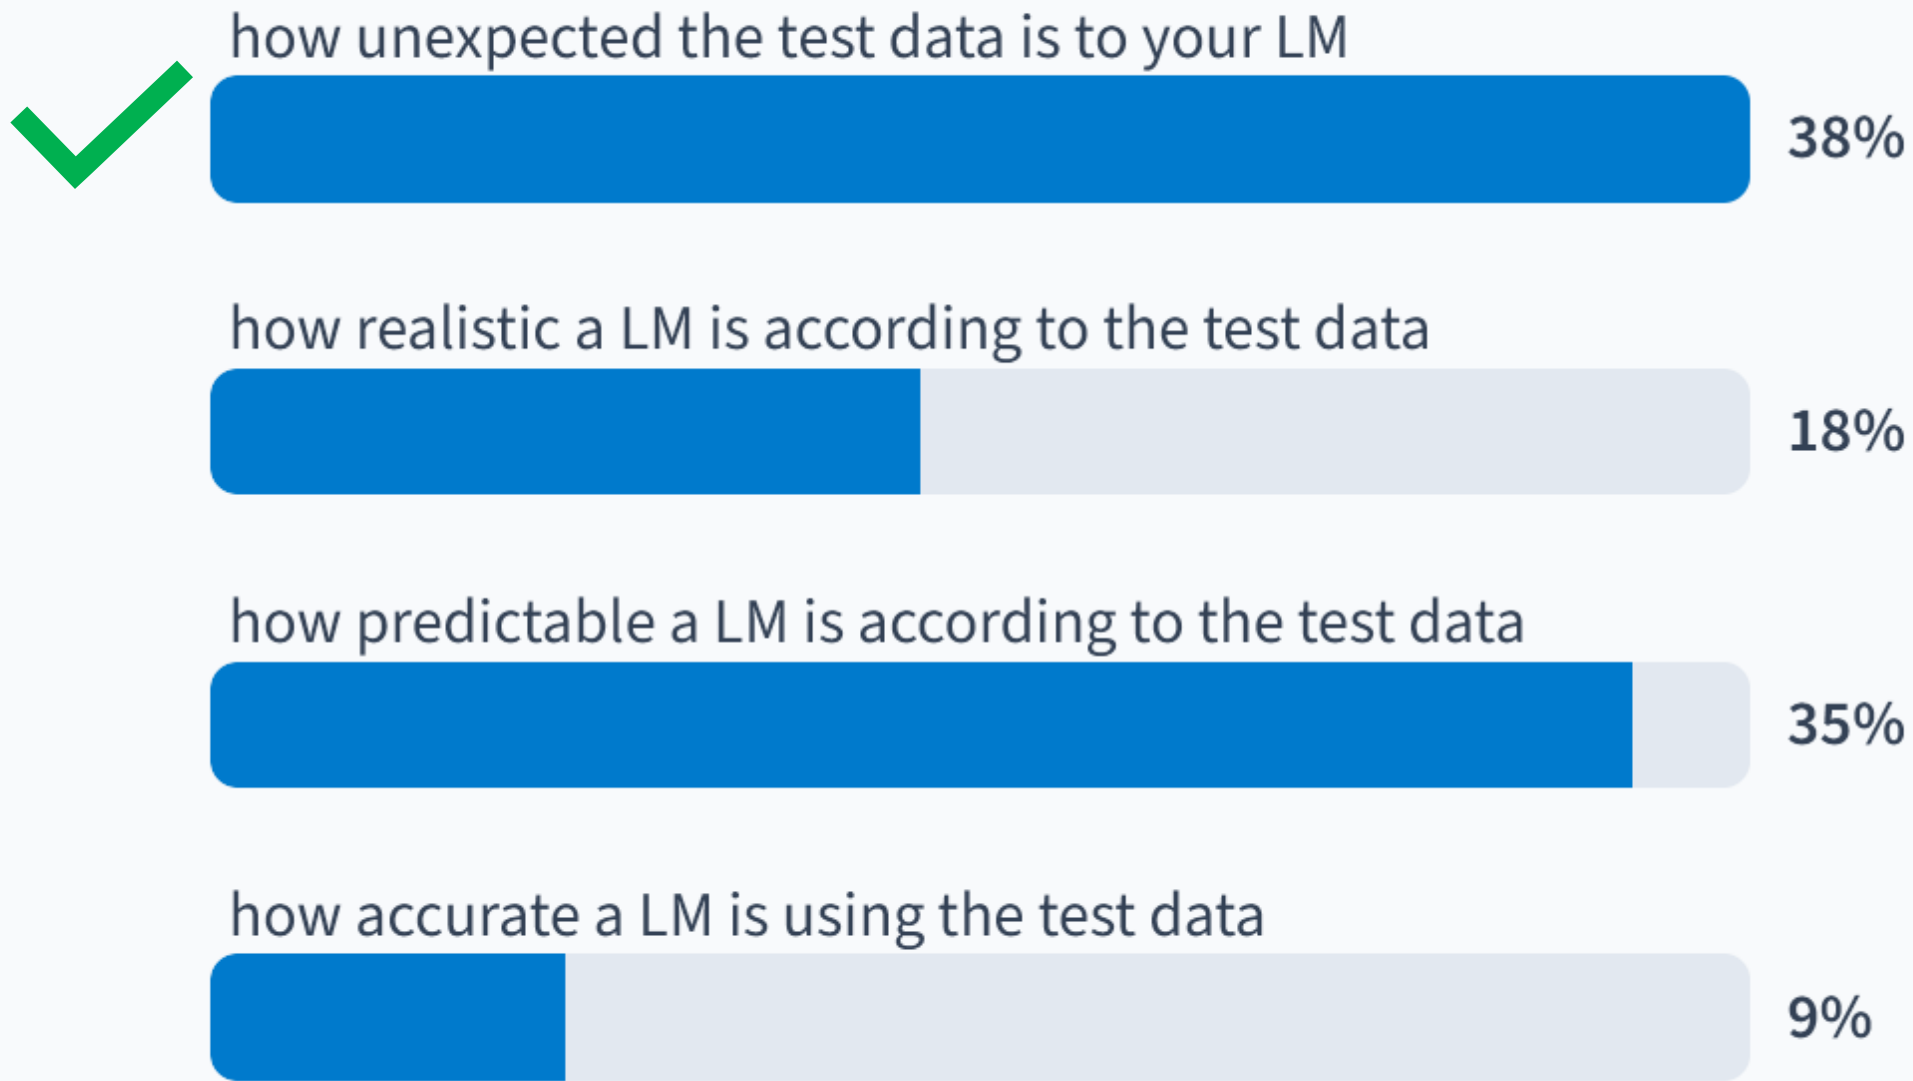 how unexpected the test data is to your LM
38%
how realistic a LM is according to the test data
18%
how predictable a LM is according to the test data
35%
how accurate a LM is using the test data
9%